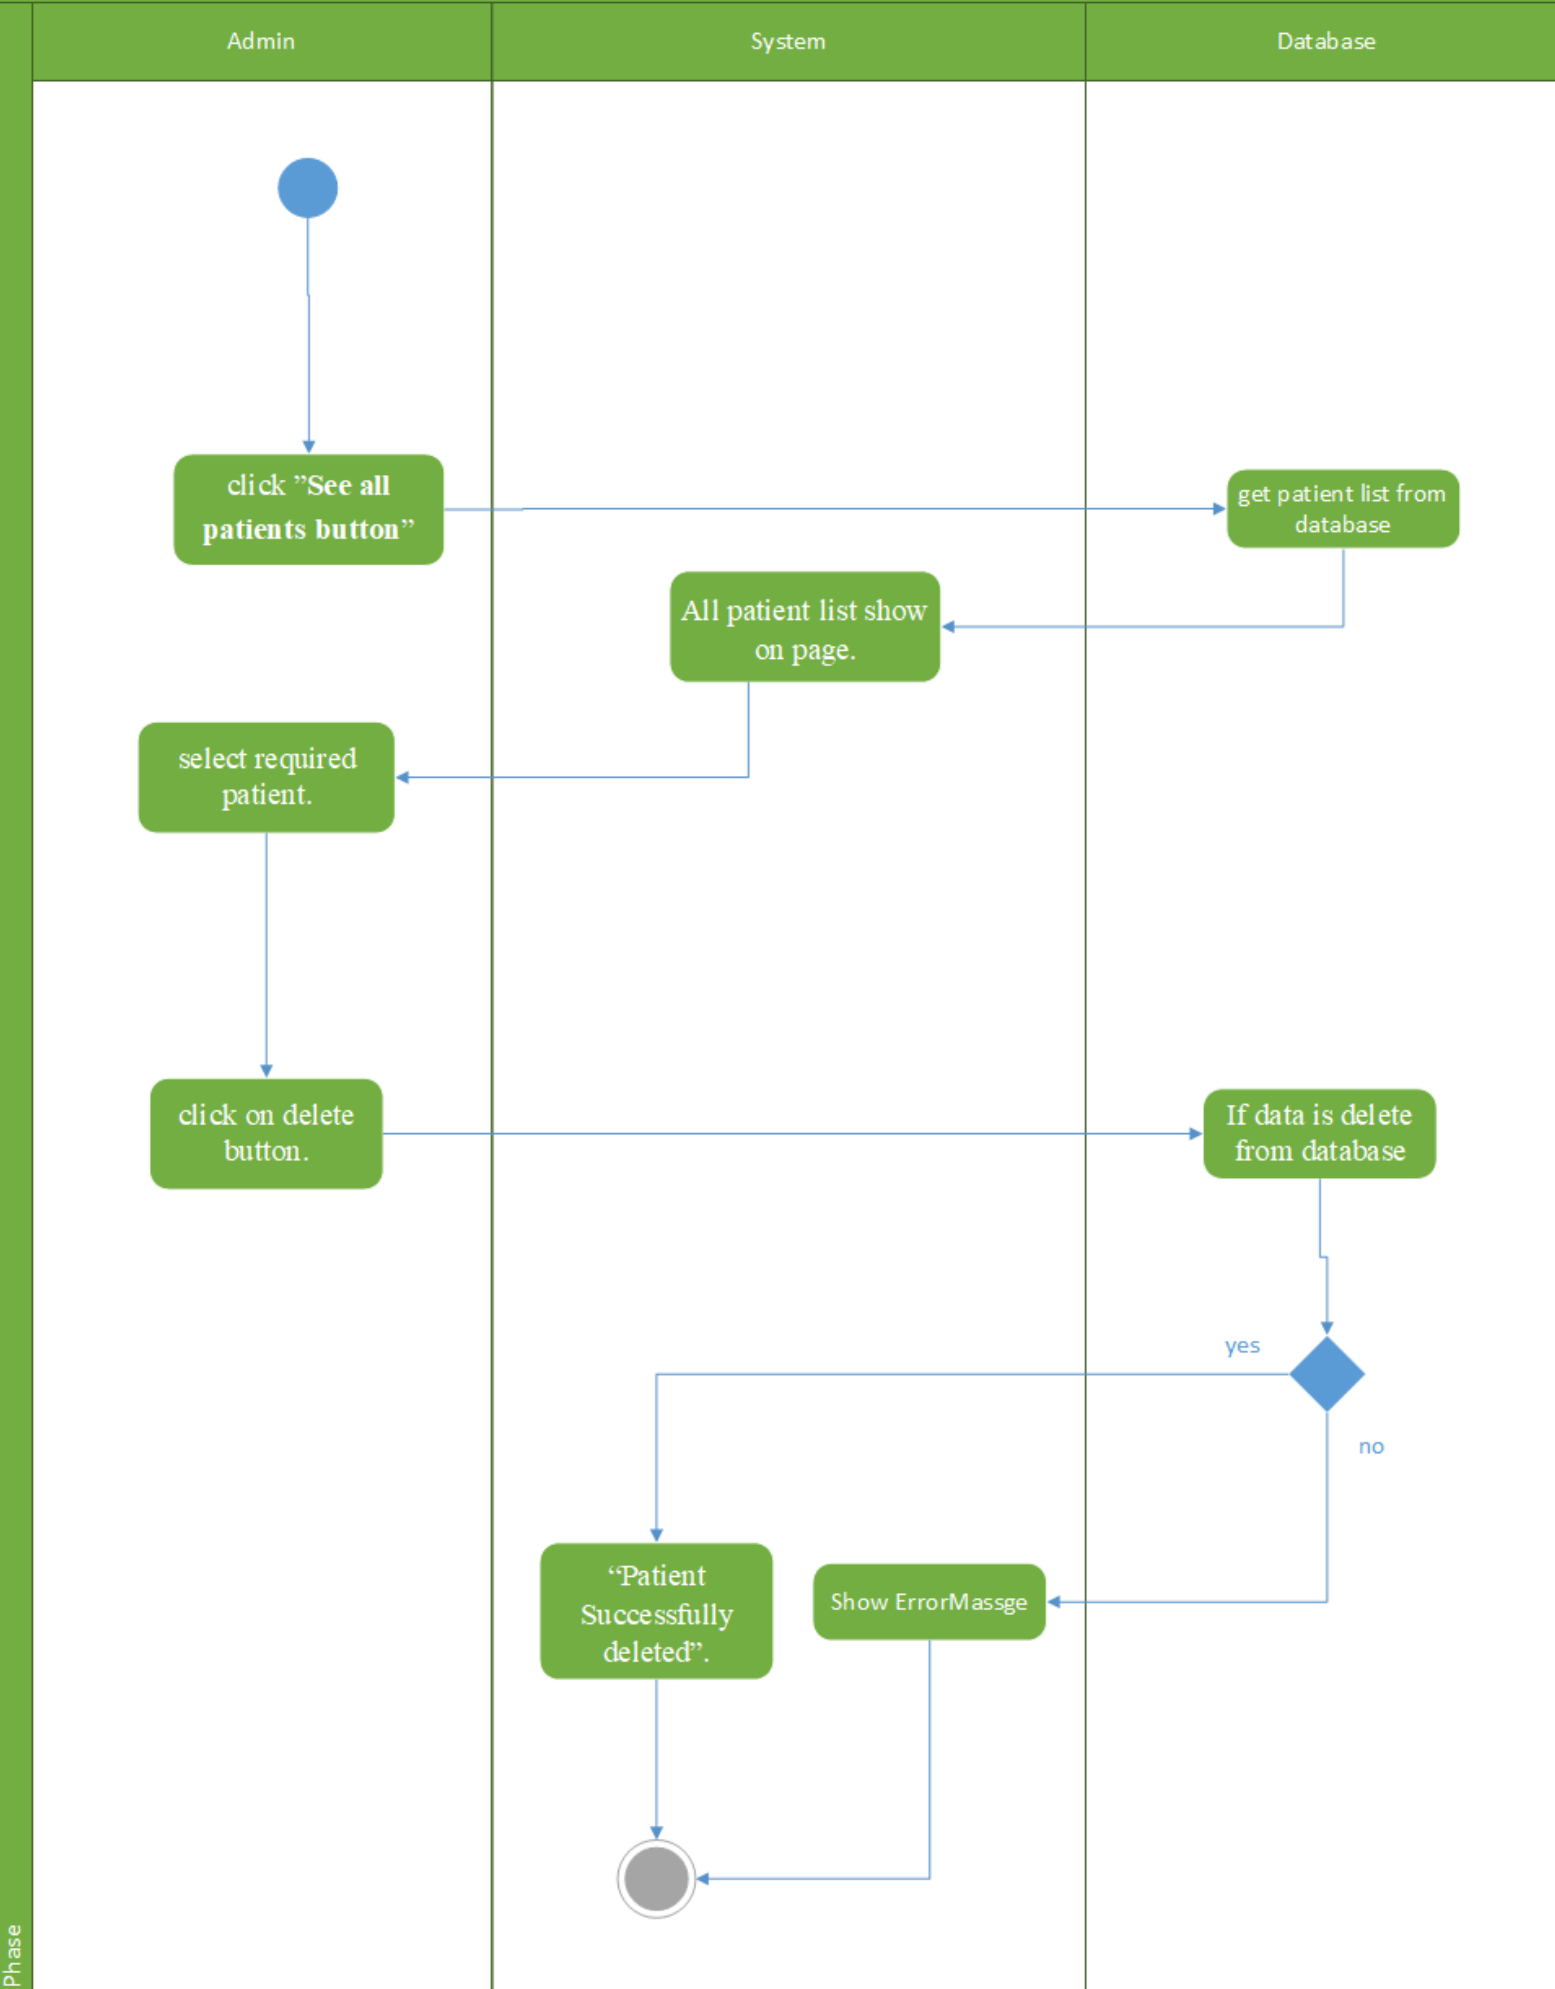 Admin
System
Database
click ”See all
patients button”
get patient list from
database
All patient list show
on page.
select required
patient.
click on delete
button.
If data is delete
from database
yes
no
“Patient
Successfully
deleted”.
Show ErrorMassge
Phase